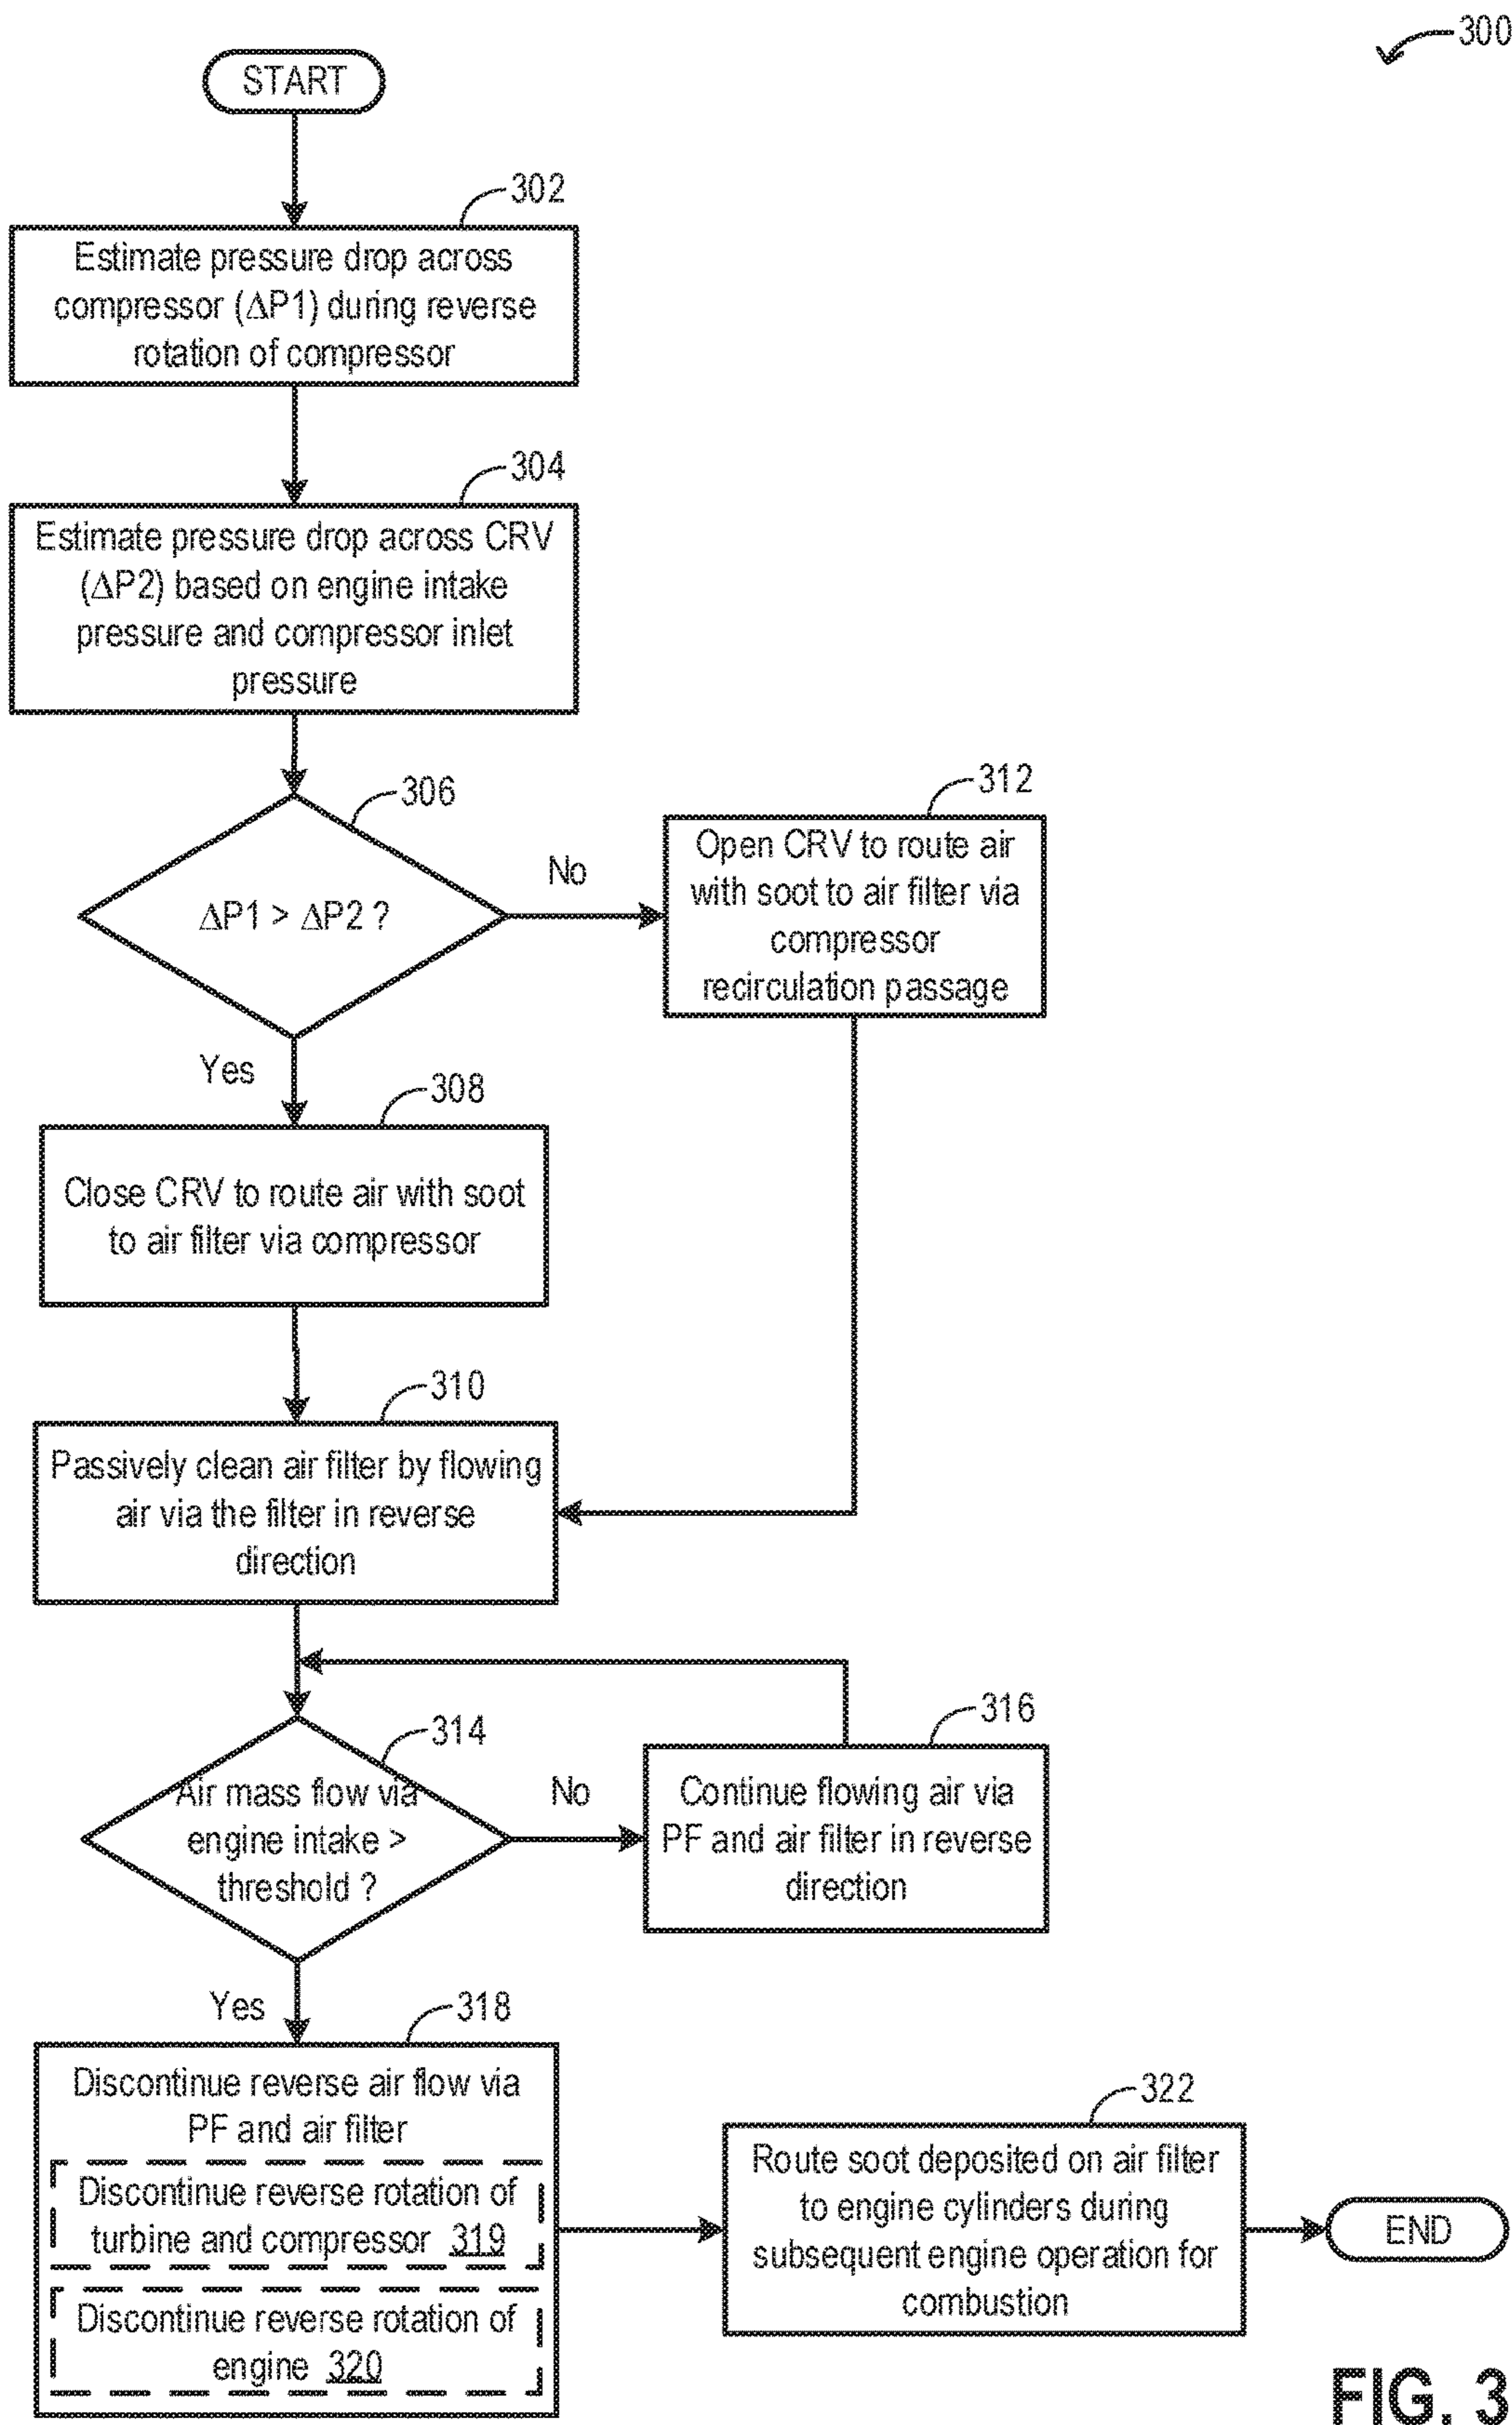 300
START
302
Estimate pressure drop across
compressor (ΔP1) during reverse
rotation of compressor
304
Estimate pressure drop across CRV
(ΔP2) based on engine intake
pressure and compressor inlet
pressure
306
ΔP1 > ΔP2 ?
No
312
Open CRV to route air
with soot to air filter via
compressor
recirculation passage
Yes
308
Close CRV to route air with soot
to air filter via compressor
310
Passively clean air filter by flowing
air via the filter in reverse
direction
314
Air mass flow via
engine intake >
threshold ?
No
316
Continue flowing air via
PF and air filter in reverse
direction
Yes
318
Discontinue reverse air flow via
PF and air filter
Discontinue reverse rotation of
turbine and compressor 319
Discontinue reverse rotation of
engine 320
322
Route soot deposited on air filter
to engine cylinders during
subsequent engine operation for
combustion
END
FIG. 3